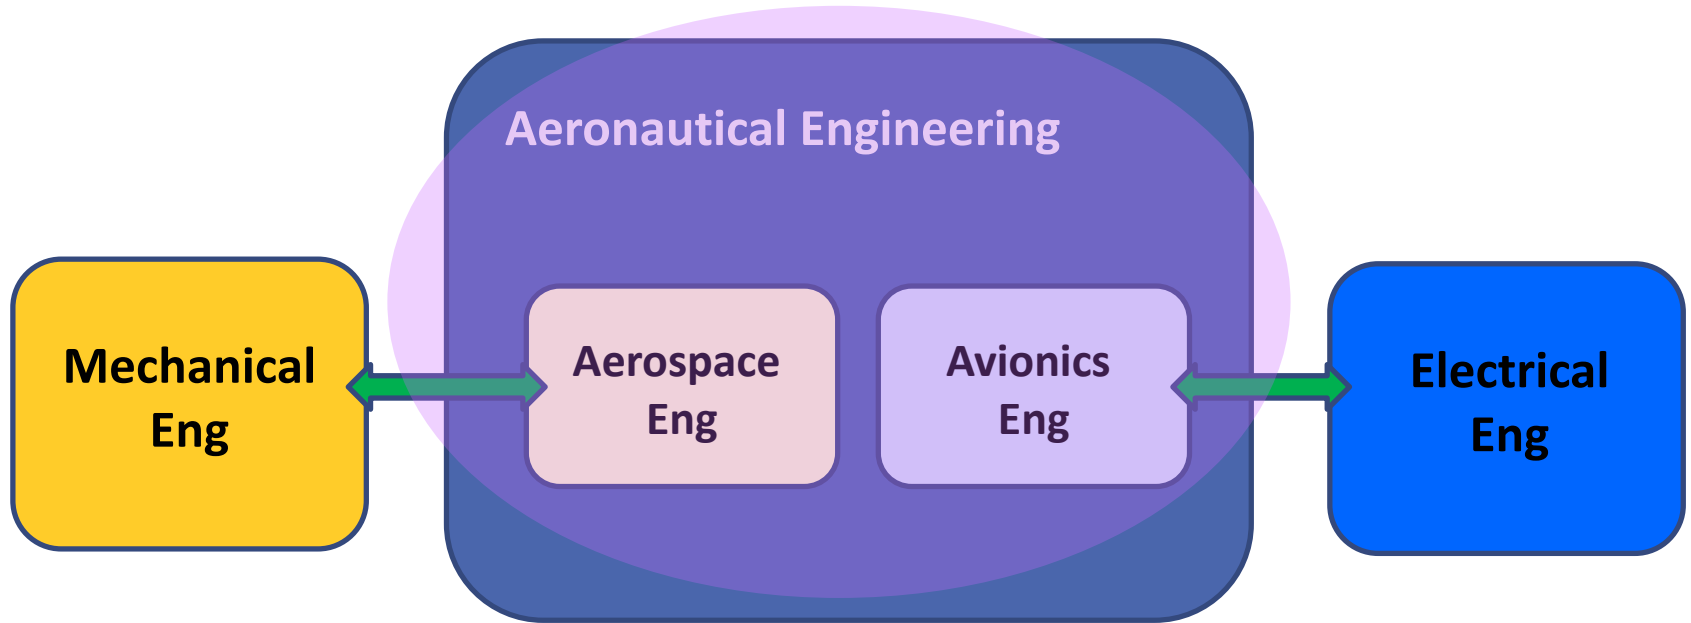 Aeronautical Engineering
Mechanical
Eng
Aerospace
Eng
Avionics
Eng
Electrical
Eng